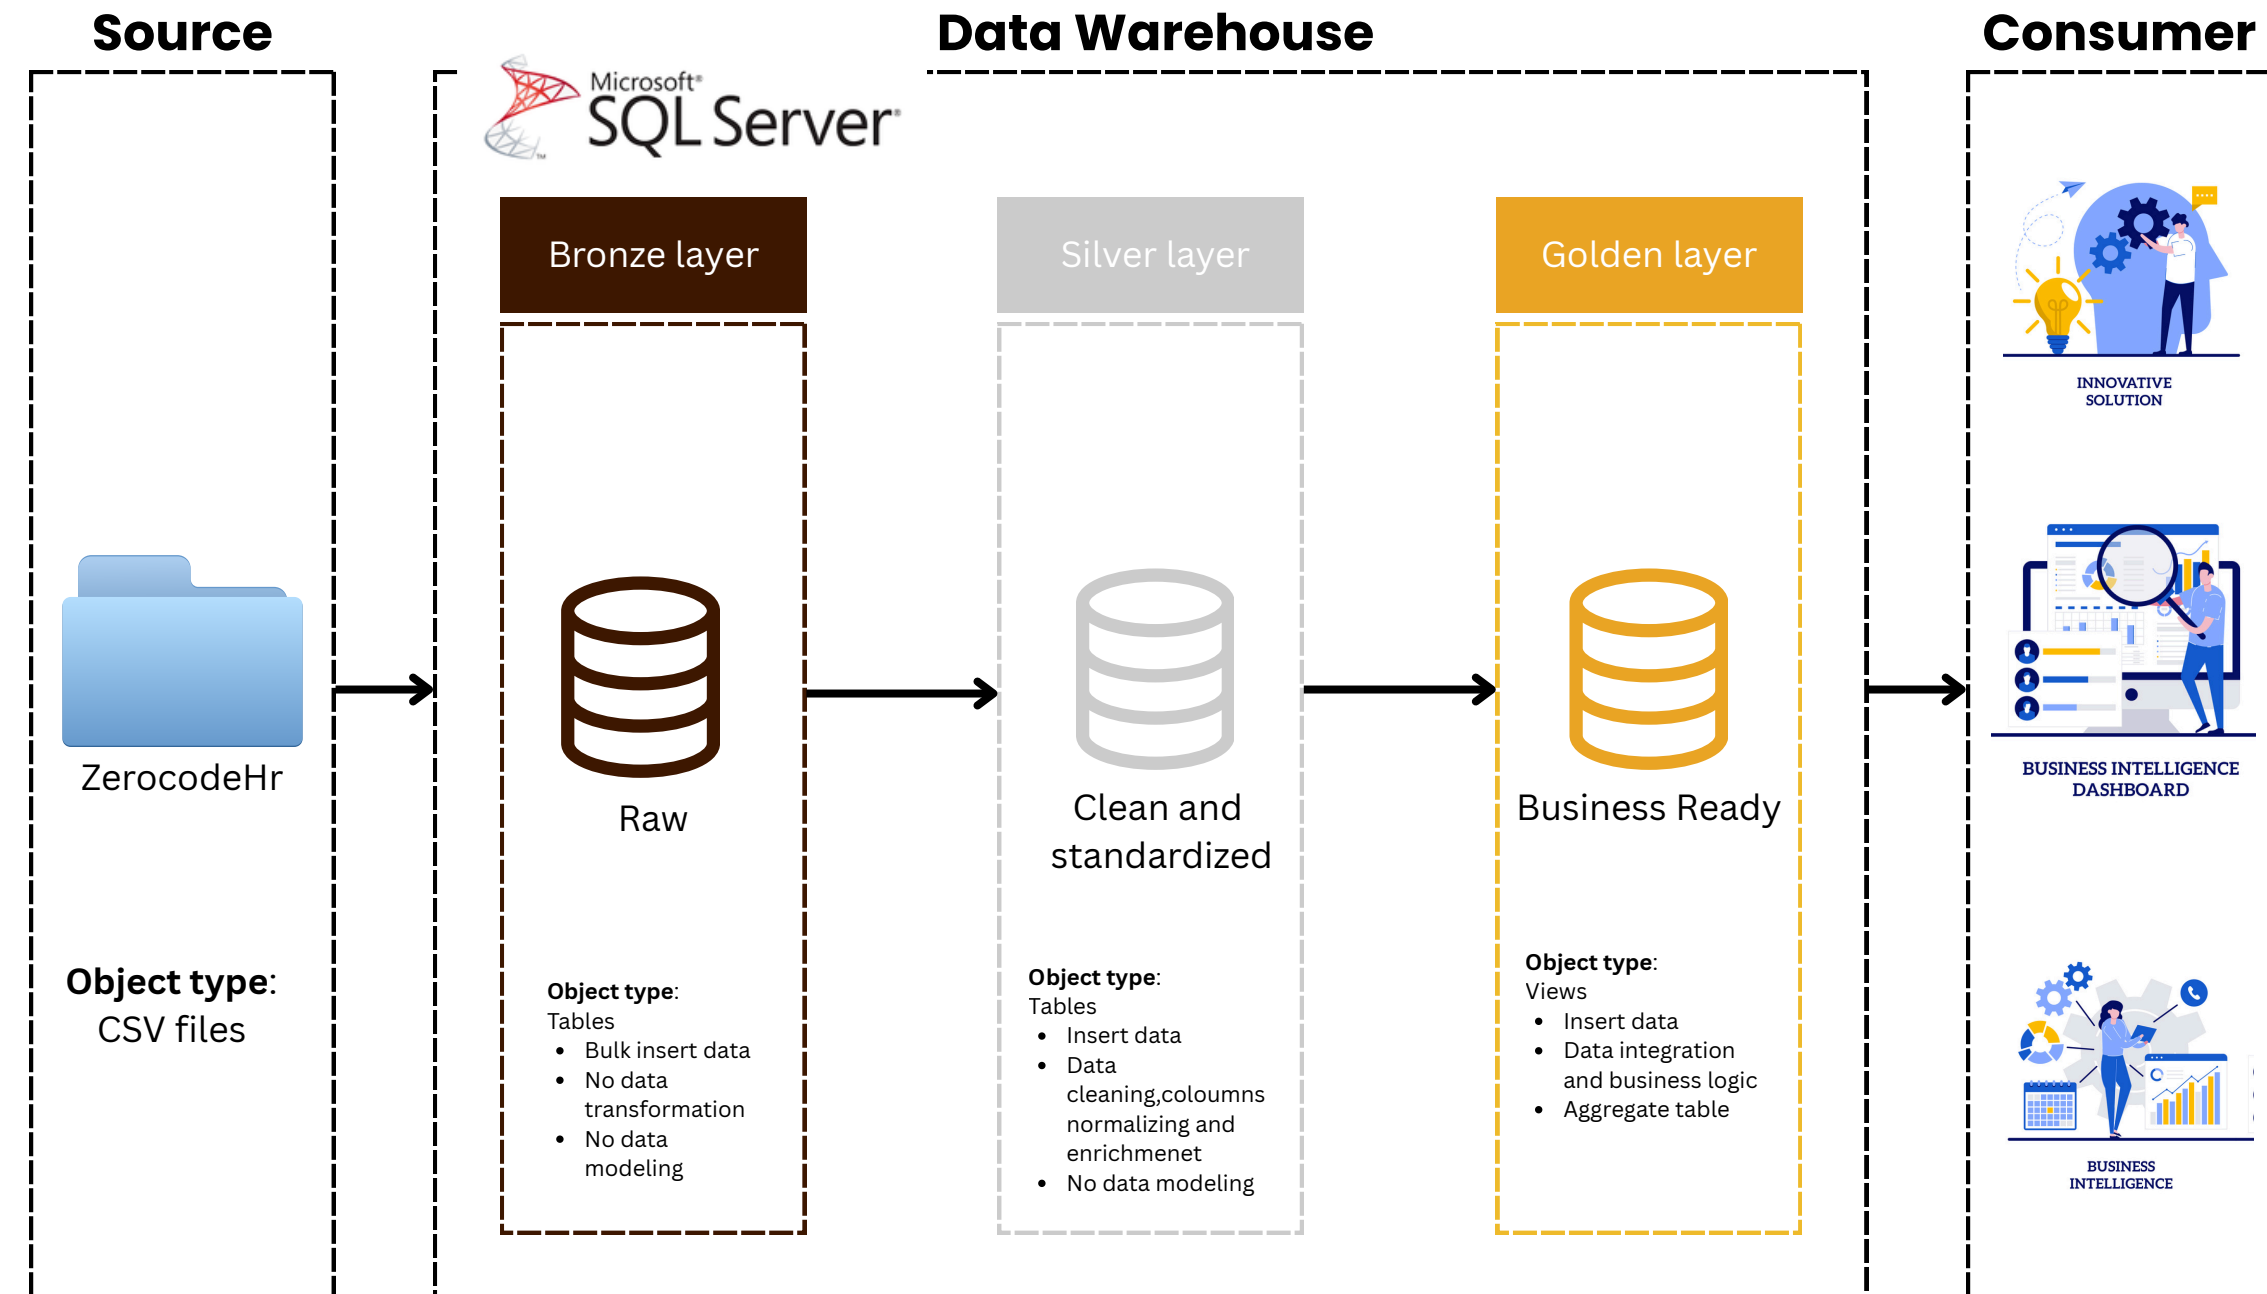 Source
Data Warehouse
Consumer
Microsoft®
SQL Server®
™
Bronze layer
Silver layer
Golden layer
INNOVATIVE
SOLUTION
ZerocodeHr
Raw
Clean and
standardized
Business Ready
BUSINESS INTELLIGENCE
DASHBOARD
Object type:
CSV files
Object type:
Tables
• Bulk insert data
• No data
transformation
• No data
modeling
Object type:
Tables
• Insert data
• Data
cleaning,coloumns
normalizing and
enrichmenet
• No data modeling
Object type:
Views
• Insert data
• Data integration
and business logic
• Aggregate table
BUSINESS
INTELLIGENCE